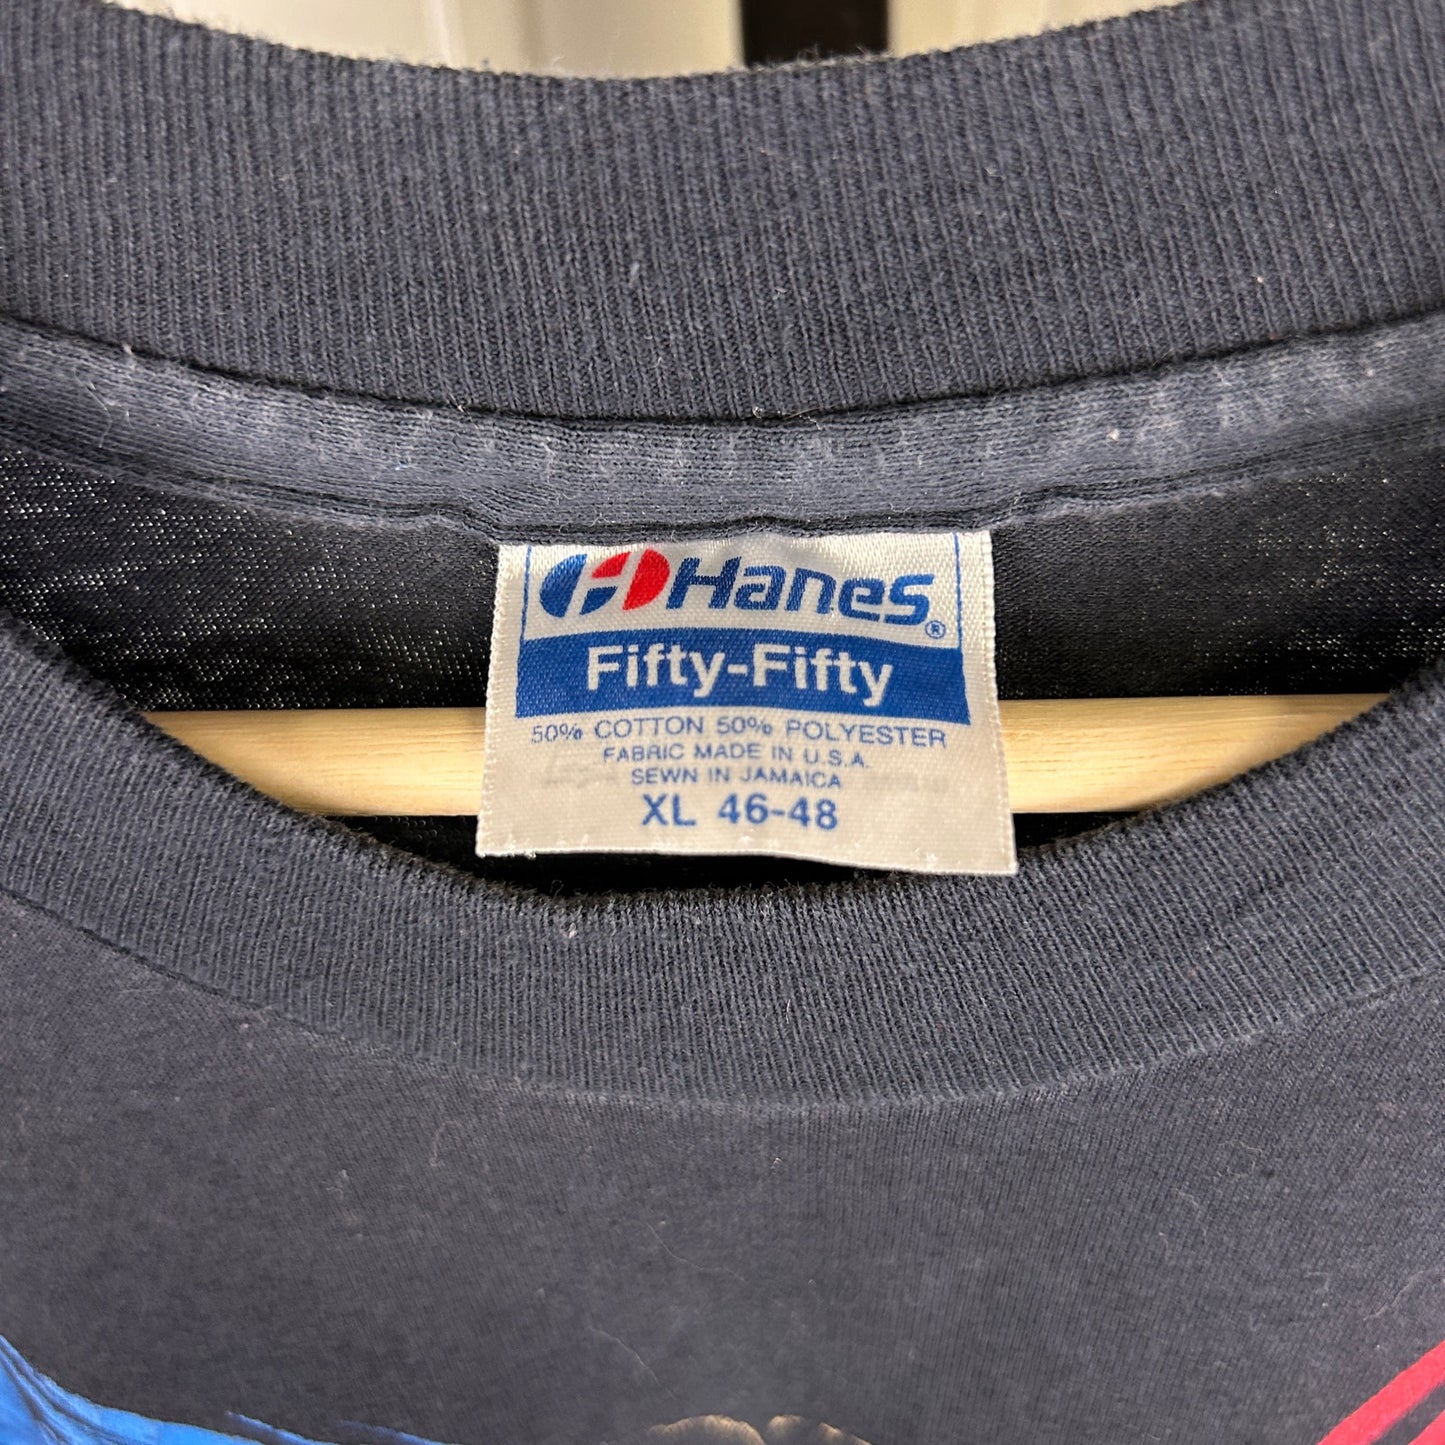 Hanes®
Fifty-Fifty
50% COTTON 50% POLYESTER
FABRIC MADE IN U.S.A.
SEWN IN JAMAICA
XL 46-48